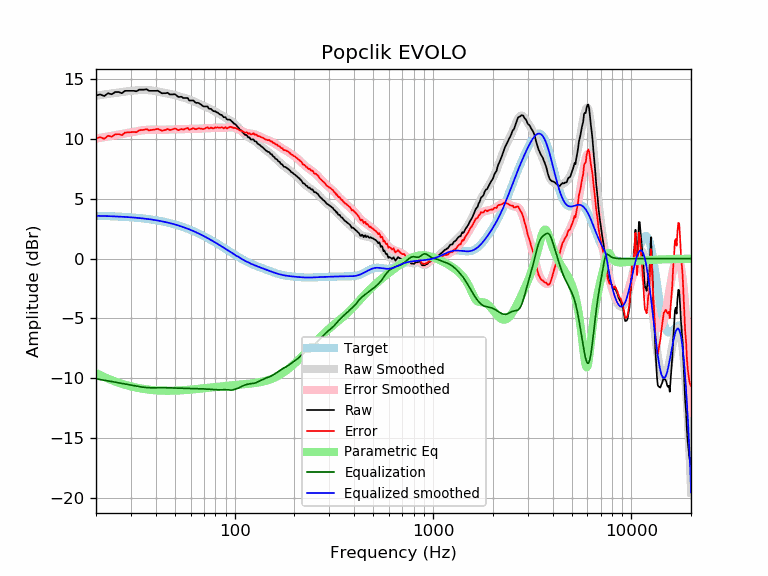 Popclik EVOLO
15
10
5
0
−5
−10
−15
−20
Amplitude (dBr)
Target
Raw Smoothed
Error Smoothed
Raw
Error
Parametric Eq
Equalization
Equalized smoothed
100
1000
10000
Frequency (Hz)